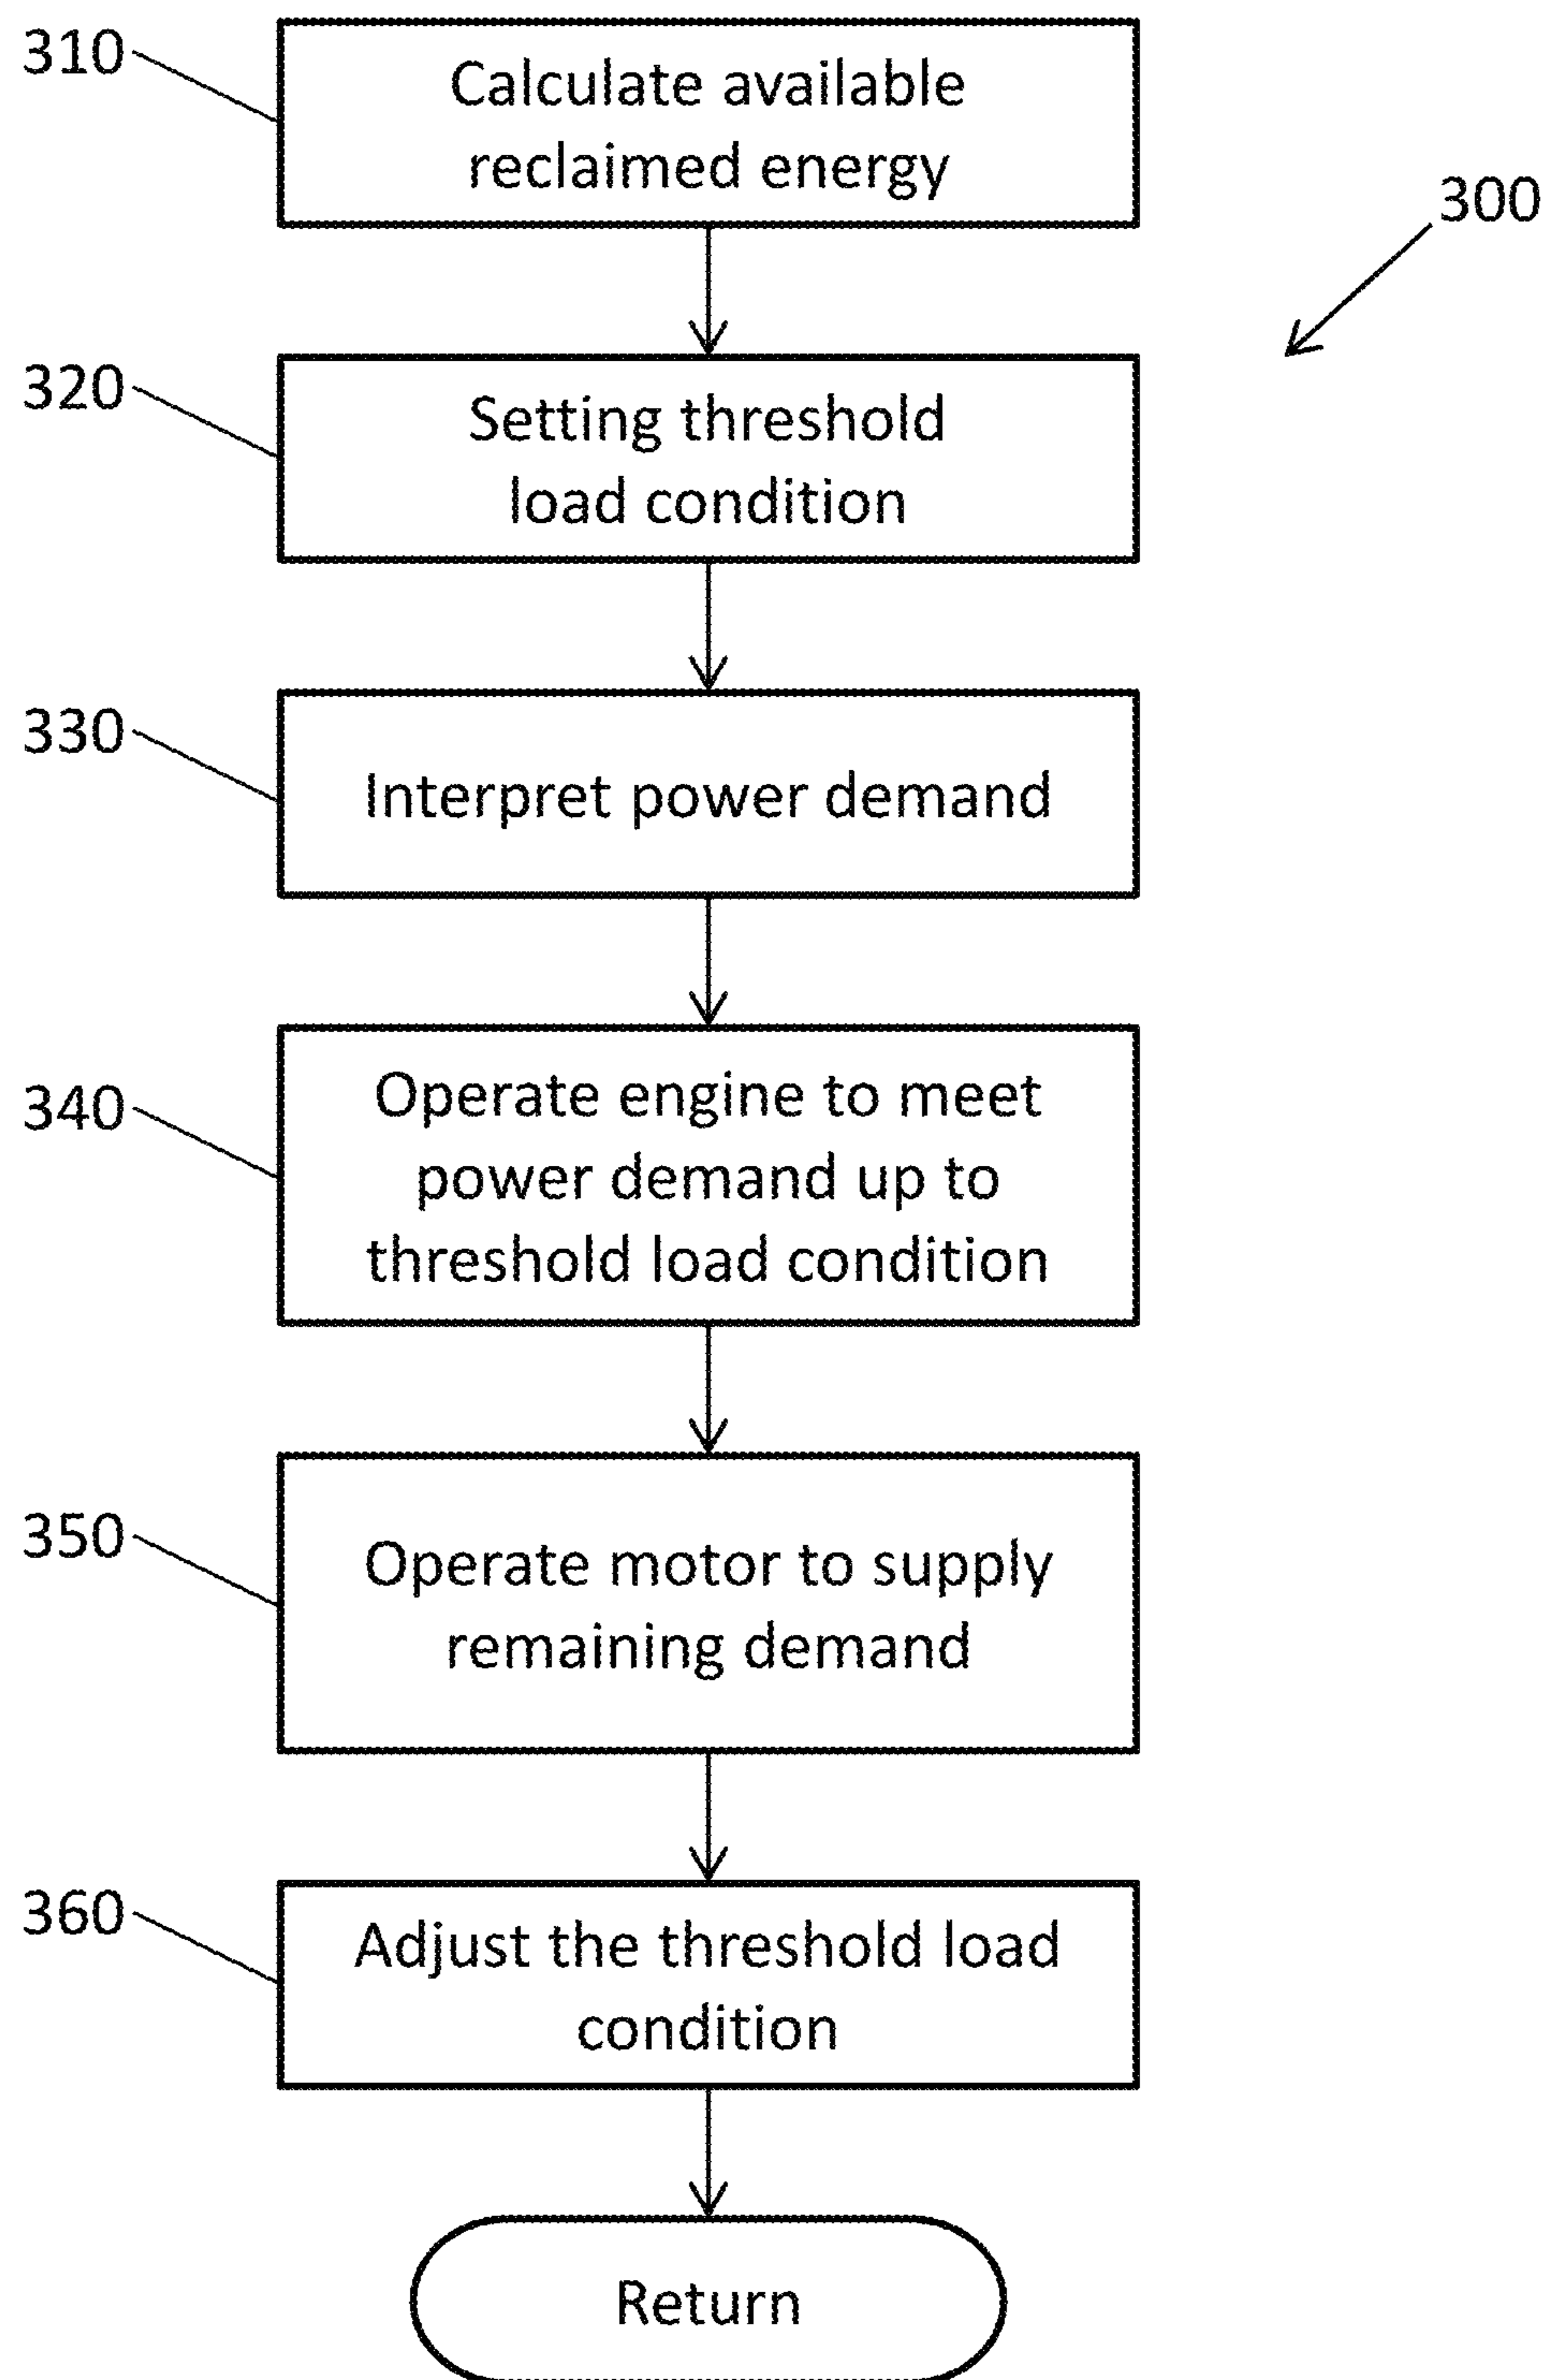 310
Calculate available
reclaimed energy
300
320
Setting threshold
load condition
330
Interpret power demand
340
Operate engine to meet
power demand up to
threshold load condition
350
Operate motor to supply
remaining demand
360
Adjust the threshold load
condition
Return